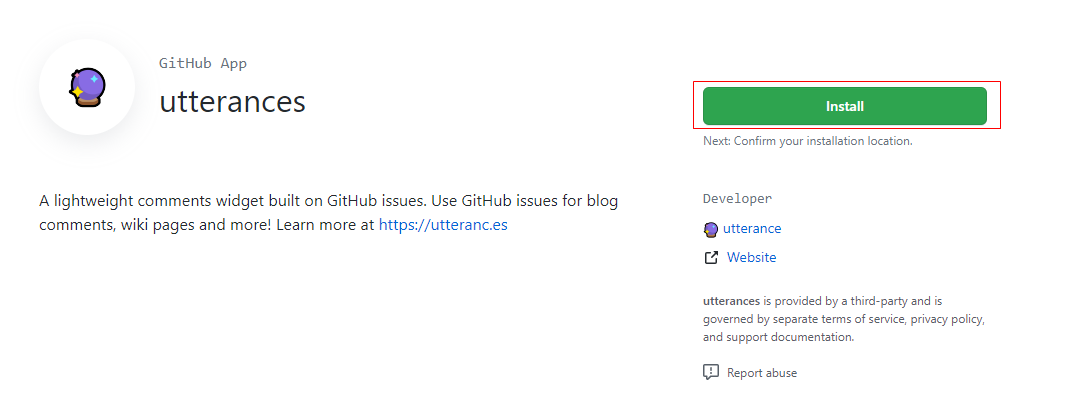 GitHub App
utterances
Install
Next: Confirm your installation location.
A lightweight comments widget built on GitHub issues. Use GitHub issues for blog
comments, wiki pages and more! Learn more at https://utteranc.es
Developer
utterance
Website
utterances is provided by a third-party and is
governed by separate terms of service, privacy policy,
and support documentation.
Report abuse